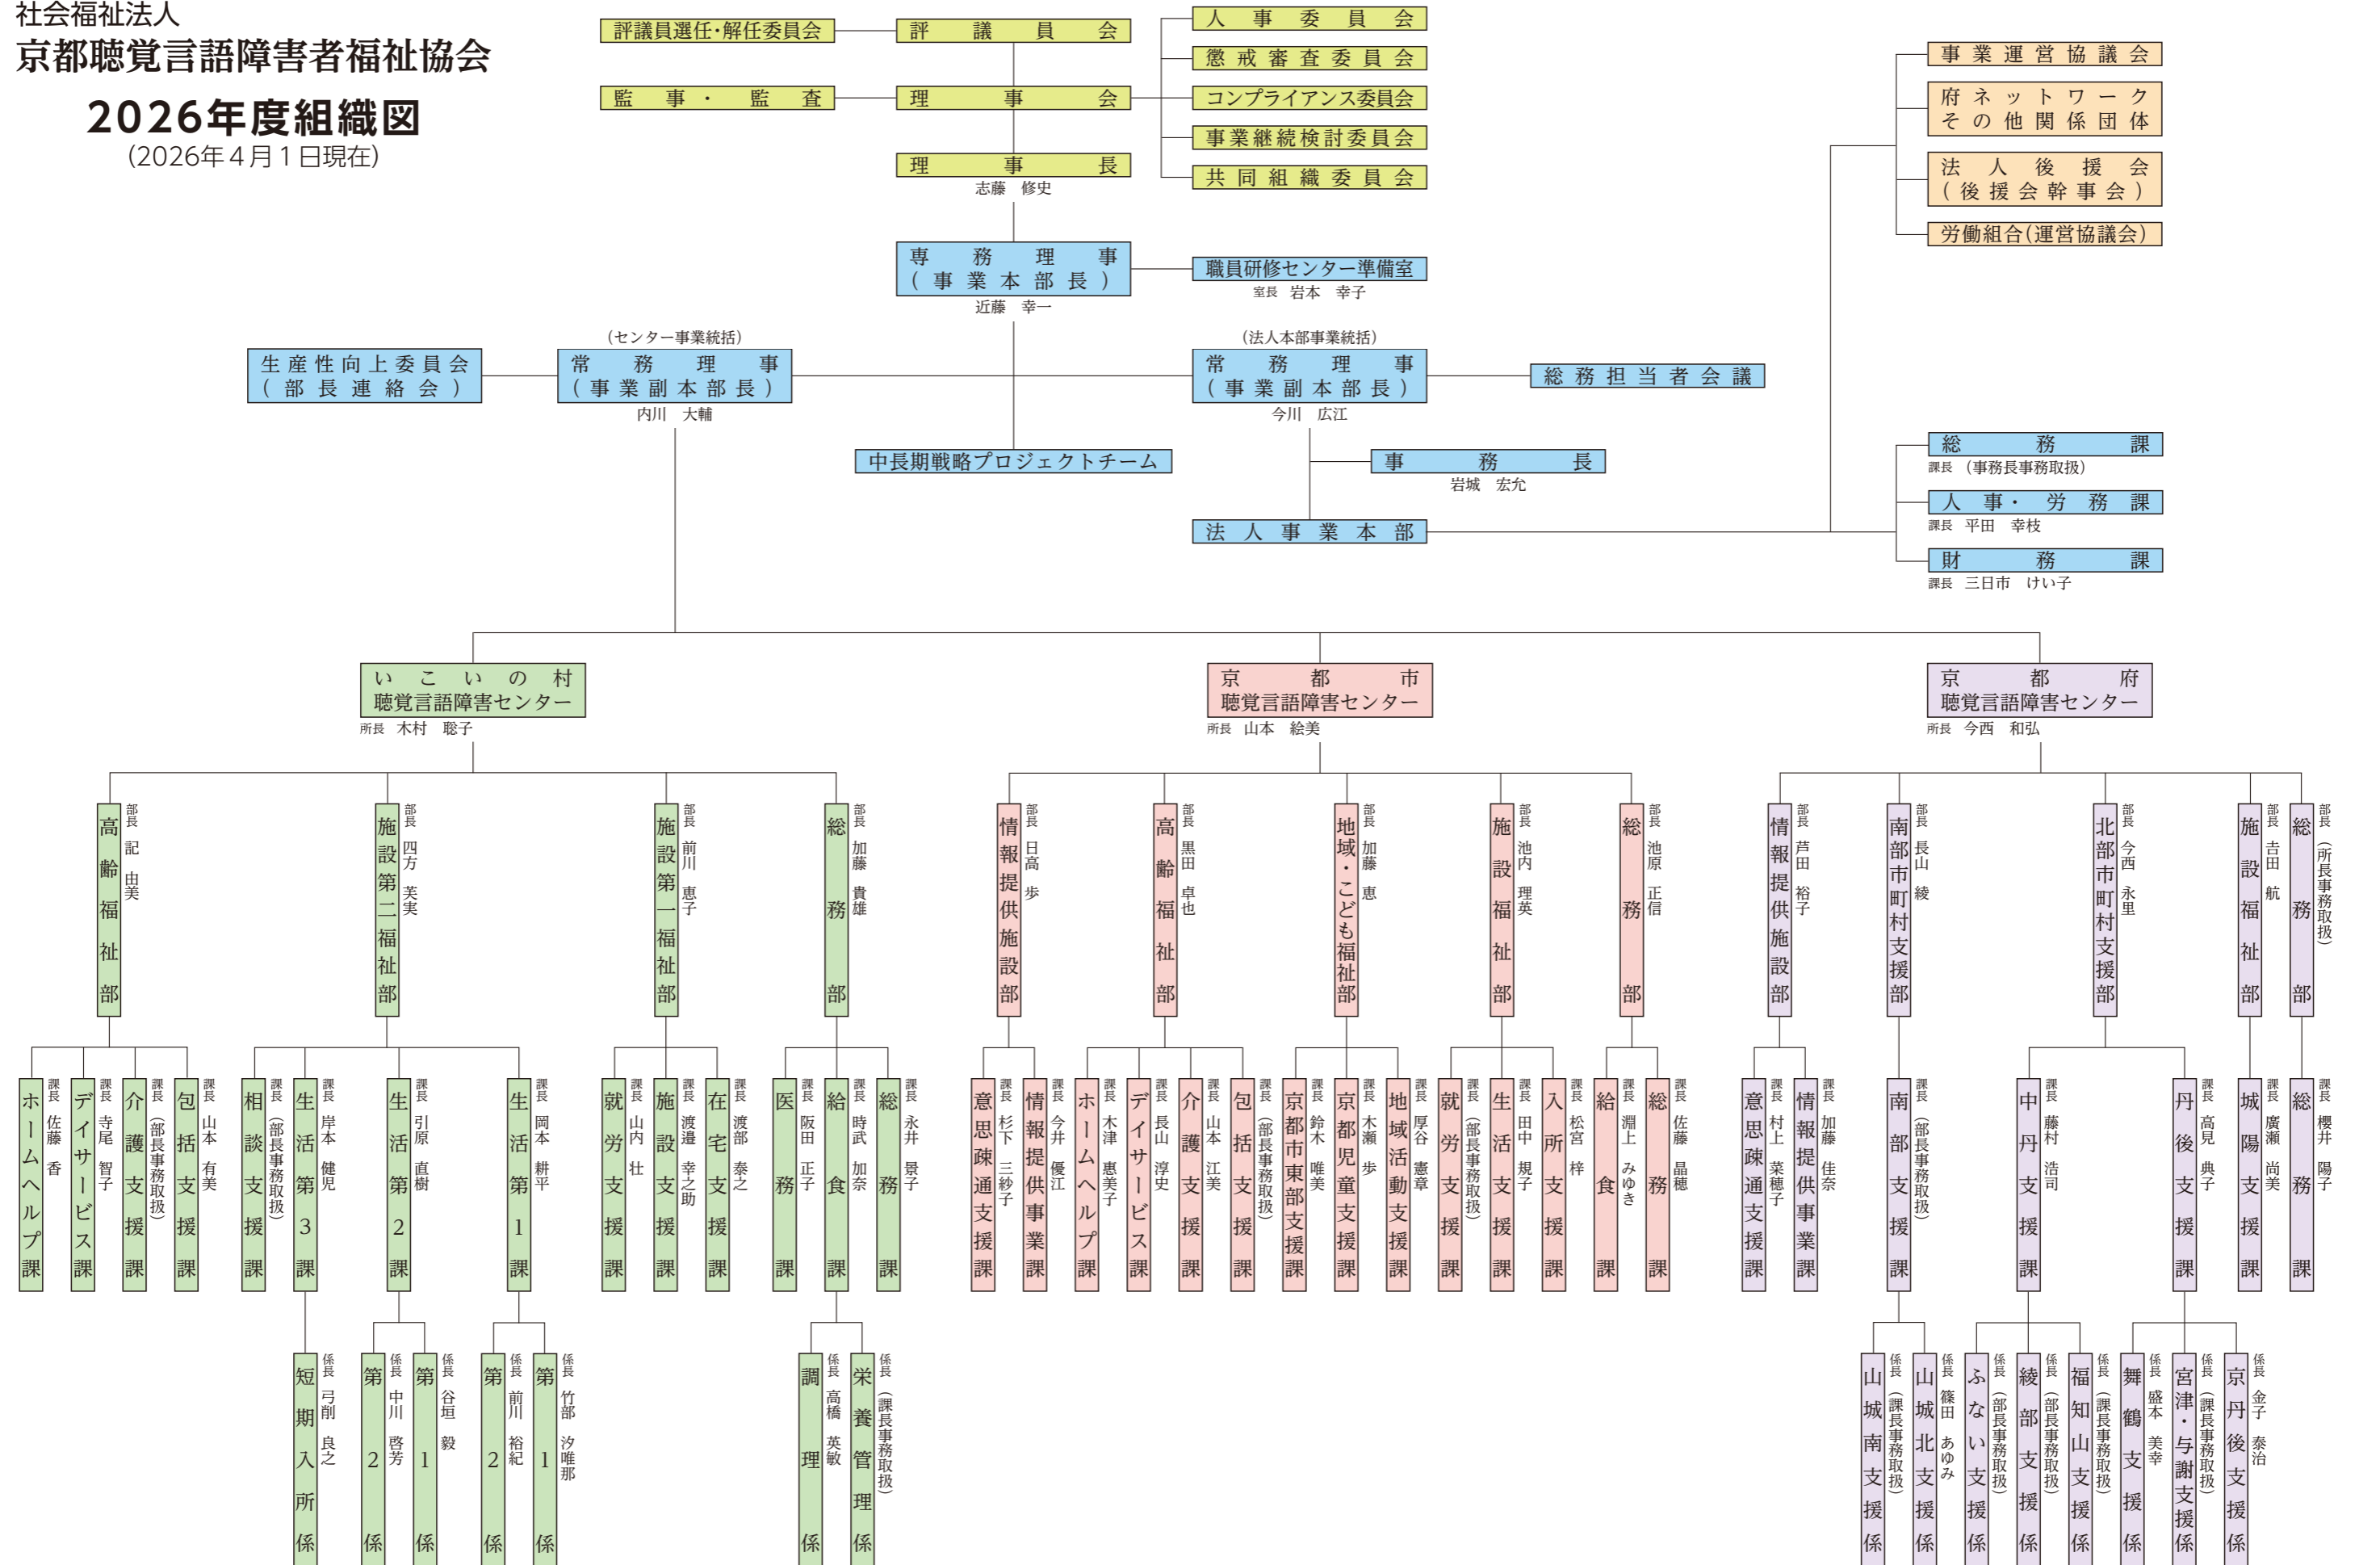 社会福祉法人
京都聴覚言語障害者福祉協会
2026年度組織図
(2026年4月1日現在)
評議員選任・解任委員会
評議員会
監事・監査
理事会
理事長
志藤 修史
人事委員会
懲戒審査委員会
コンプライアンス委員会
事業継続検討委員会
共同組織委員会
事業運営協議会
府ネットワーク
その他関係団体
法人後援会
(後援会幹事会)
労働組合(運営協議会)
専務理事
(事業本部長)
近藤 幸一
職員研修センター準備室
室長 岩本 幸子
生産性向上委員会
(部長連絡会)
(センター事業統括)
常務理事
(事業副本部長)
内川 大輔
(法人本部事業統括)
常務理事
(事業副本部長)
今川 広江
総務担当者会議
中長期戦略プロジェクトチーム
事務長
岩城 宏允
法人事業本部
総務課
課長 (事務長事務取扱)
人事・労務課
課長 平田 幸枝
財務課
課長 三日市 けい子
いこいの村
聴覚言語障害センター
所長 木村 聡子
京都市
聴覚言語障害センター
所長 山本 絵美
京都府
聴覚言語障害センター
所長 今西 和弘
高齢福祉部
部長 記 由美
施設第二福祉部
部長 四方 芙実
施設第一福祉部
部長 前川 恵子
総務部
部長 加藤 貴雄
情報提供施設部
部長 日高 歩
高齢福祉部
部長 黒田 卓也
地域・こども福祉部
部長 加藤 恵
施設福祉部
部長 池内 理英
総務部
部長 池原 正信
情報提供施設部
部長 芦田 裕子
南部市町村支援部
部長 長山 綾
北部市町村支援部
部長 今西 永里
施設福祉部
部長 吉田 航
総務部
部長 (所長事務取扱)
ホームヘルプ課
課長 佐藤 香
デイサービス課
課長 寺尾 智子
介護支援課
課長 (部長事務取扱)
包括支援課
課長 山本 有美
相談支援課
課長 (部長事務取扱)
生活第3課
課長 岸本 健児
生活第2課
課長 引原 直樹
生活第1課
課長 岡本 耕平
就労支援課
課長 山内 壮
施設支援課
課長 渡邉 幸之助
在宅支援課
課長 渡部 泰之
医務課
課長 阪田 正子
給食課
課長 時武 加奈
総務課
課長 永井 景子
意思疎通支援課
課長 杉下 三紗子
情報提供事業課
課長 今井 優江
ホームヘルプ課
課長 木津 恵美子
デイサービス課
課長 長山 淳史
介護支援課
課長 山本 江美
包括支援課
課長 (部長事務取扱)
京都市東部支援課
課長 鈴木 唯美
京都児童支援課
課長 木瀬 歩
地域活動支援課
課長 厚谷 憲章
就労支援課
課長 (部長事務取扱)
生活支援課
課長 田中 規子
入所支援課
課長 松宮 梓
給食課
課長 淵上 みゆき
総務課
課長 佐藤 晶穂
意思疎通支援課
課長 村上 菜穂子
情報提供事業課
課長 加藤 佳奈
南部支援課
課長 (部長事務取扱)
中丹支援課
課長 藤村 浩司
丹後支援課
課長 高見 典子
城陽支援課
課長 廣瀬 尚美
総務課
課長 櫻井 陽子
短期入所係
係長 弓削 良之
第2係
係長 中川 啓芳
第1係
係長 谷垣 毅
第2係
係長 前川 裕紀
第1係
係長 竹部 汐唯那
調理係
係長 高橋 英敏
栄養管理係
係長 (課長事務取扱)
山城南支援係
係長 (課長事務取扱)
山城北支援係
係長 篠田 あゆみ
ふない支援係
係長 (部長事務取扱)
綾部支援係
係長 (部長事務取扱)
福知山支援係
係長 (課長事務取扱)
舞鶴支援係
係長 盛本 美幸
宮津・与謝支援係
係長 (課長事務取扱)
京丹後支援係
係長 金子 泰治